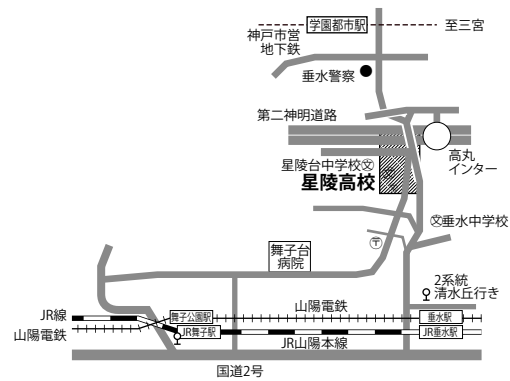 学園都市駅
至三宮
神戸市営
地下鉄
垂水警察
第二神明道路
高丸
インター
星陵台中学校㊛
星陵高校
㊛垂水中学校
〒
舞子台
病院
2系統
清水丘行き
JR線
舞子公園駅
山陽電鉄
垂水駅
山陽電鉄
JR舞子駅
JR垂水駅
JR山陽本線
国道2号